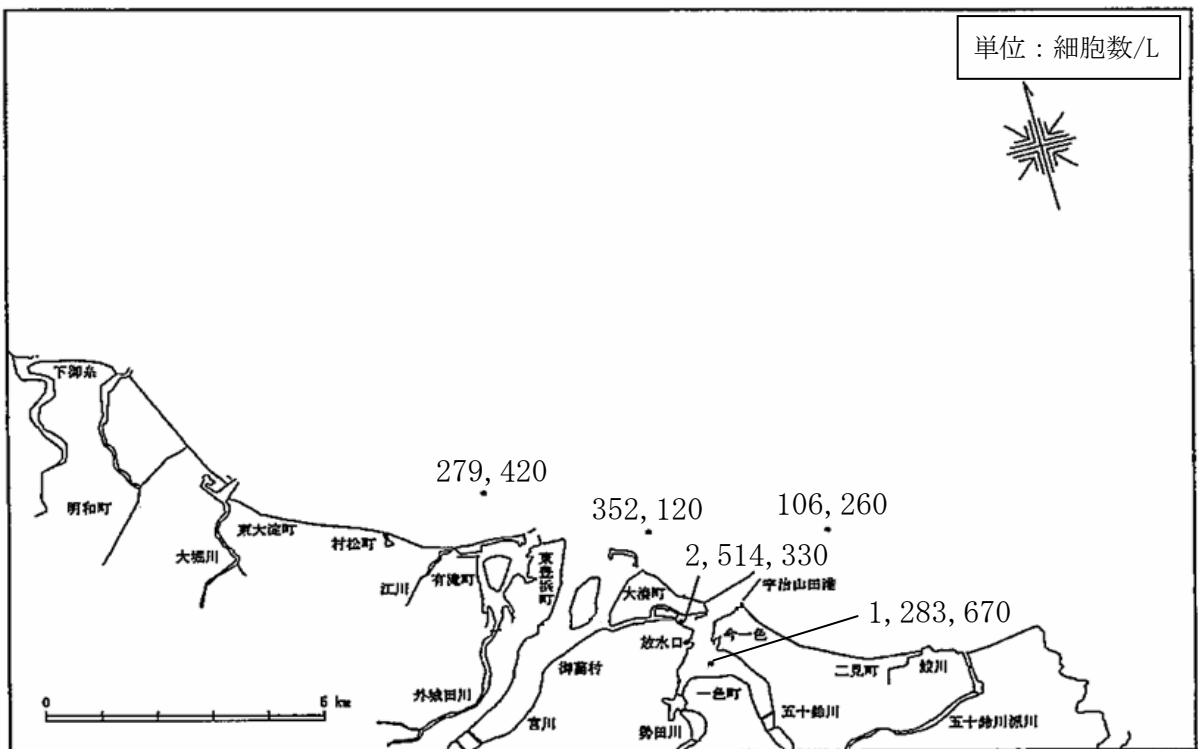 単位：細胞数/L
下御糸
279,420
352,120
106,260
明和町
東大淀町
2,514,330
村松町
大堀川
江川
有滝町
東豊浜町
大湊町
宇治山田港
1,283,670
放水口
今一色
御薗村
二見町
鮫川
外城田川
一色町
0
5 km
宮川
勢田川
五十鈴川
五十鈴川派川